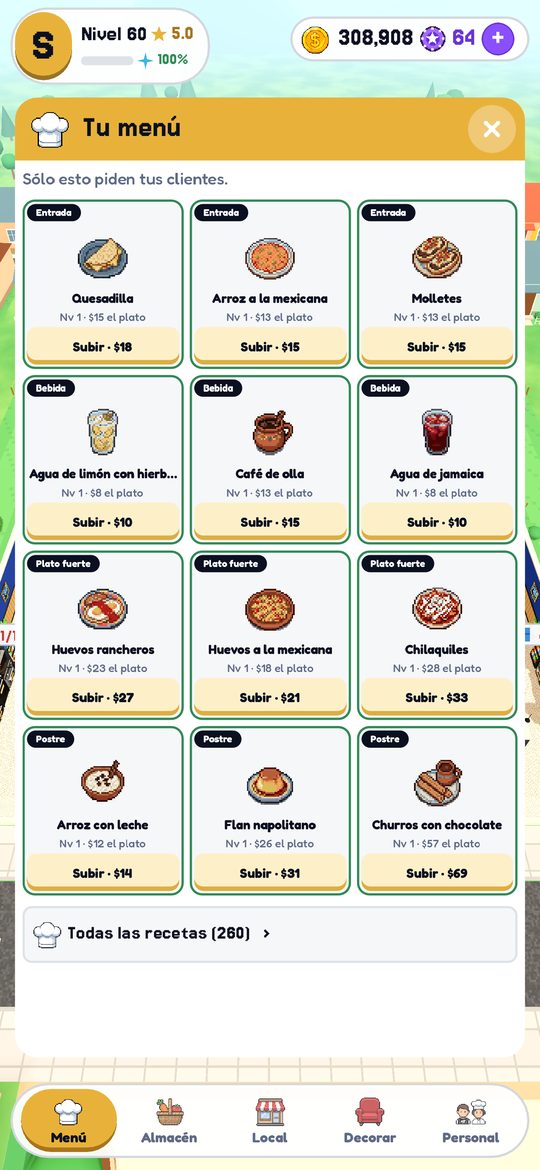 S
Nivel 60 5.0
100%
308,908 64 +
Tu menú
Sólo esto piden tus clientes.
Entrada
Quesadilla
Nv 1 · $15 el plato
Subir · $18
Entrada
Arroz a la mexicana
Nv 1 · $13 el plato
Subir · $15
Entrada
Molletes
Nv 1 · $13 el plato
Subir · $15
Bebida
Agua de limón con hierb...
Nv 1 · $8 el plato
Subir · $10
Bebida
Café de olla
Nv 1 · $13 el plato
Subir · $15
Bebida
Agua de jamaica
Nv 1 · $8 el plato
Subir · $10
Plato fuerte
Huevos rancheros
Nv 1 · $23 el plato
Subir · $27
Plato fuerte
Huevos a la mexicana
Nv 1 · $18 el plato
Subir · $21
Plato fuerte
Chilaquiles
Nv 1 · $28 el plato
Subir · $33
Postre
Arroz con leche
Nv 1 · $12 el plato
Subir · $14
Postre
Flan napolitano
Nv 1 · $26 el plato
Subir · $31
Postre
Churros con chocolate
Nv 1 · $57 el plato
Subir · $69
Todas las recetas (260) ›
Menú
Almacén
Local
Decorar
Personal